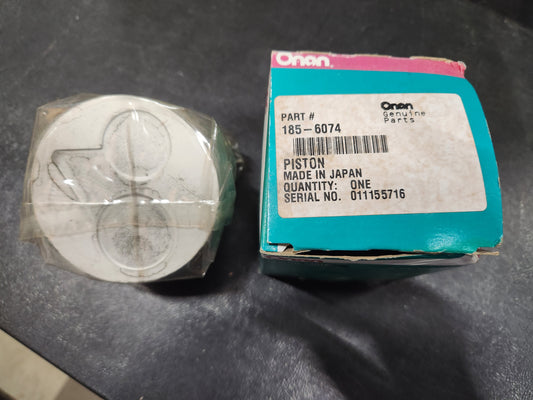 Onan
PART #
185-6074
Onan
Genuine
Parts
PISTON
MADE IN JAPAN
QUANTITY: ONE
SERIAL NO. 011155716